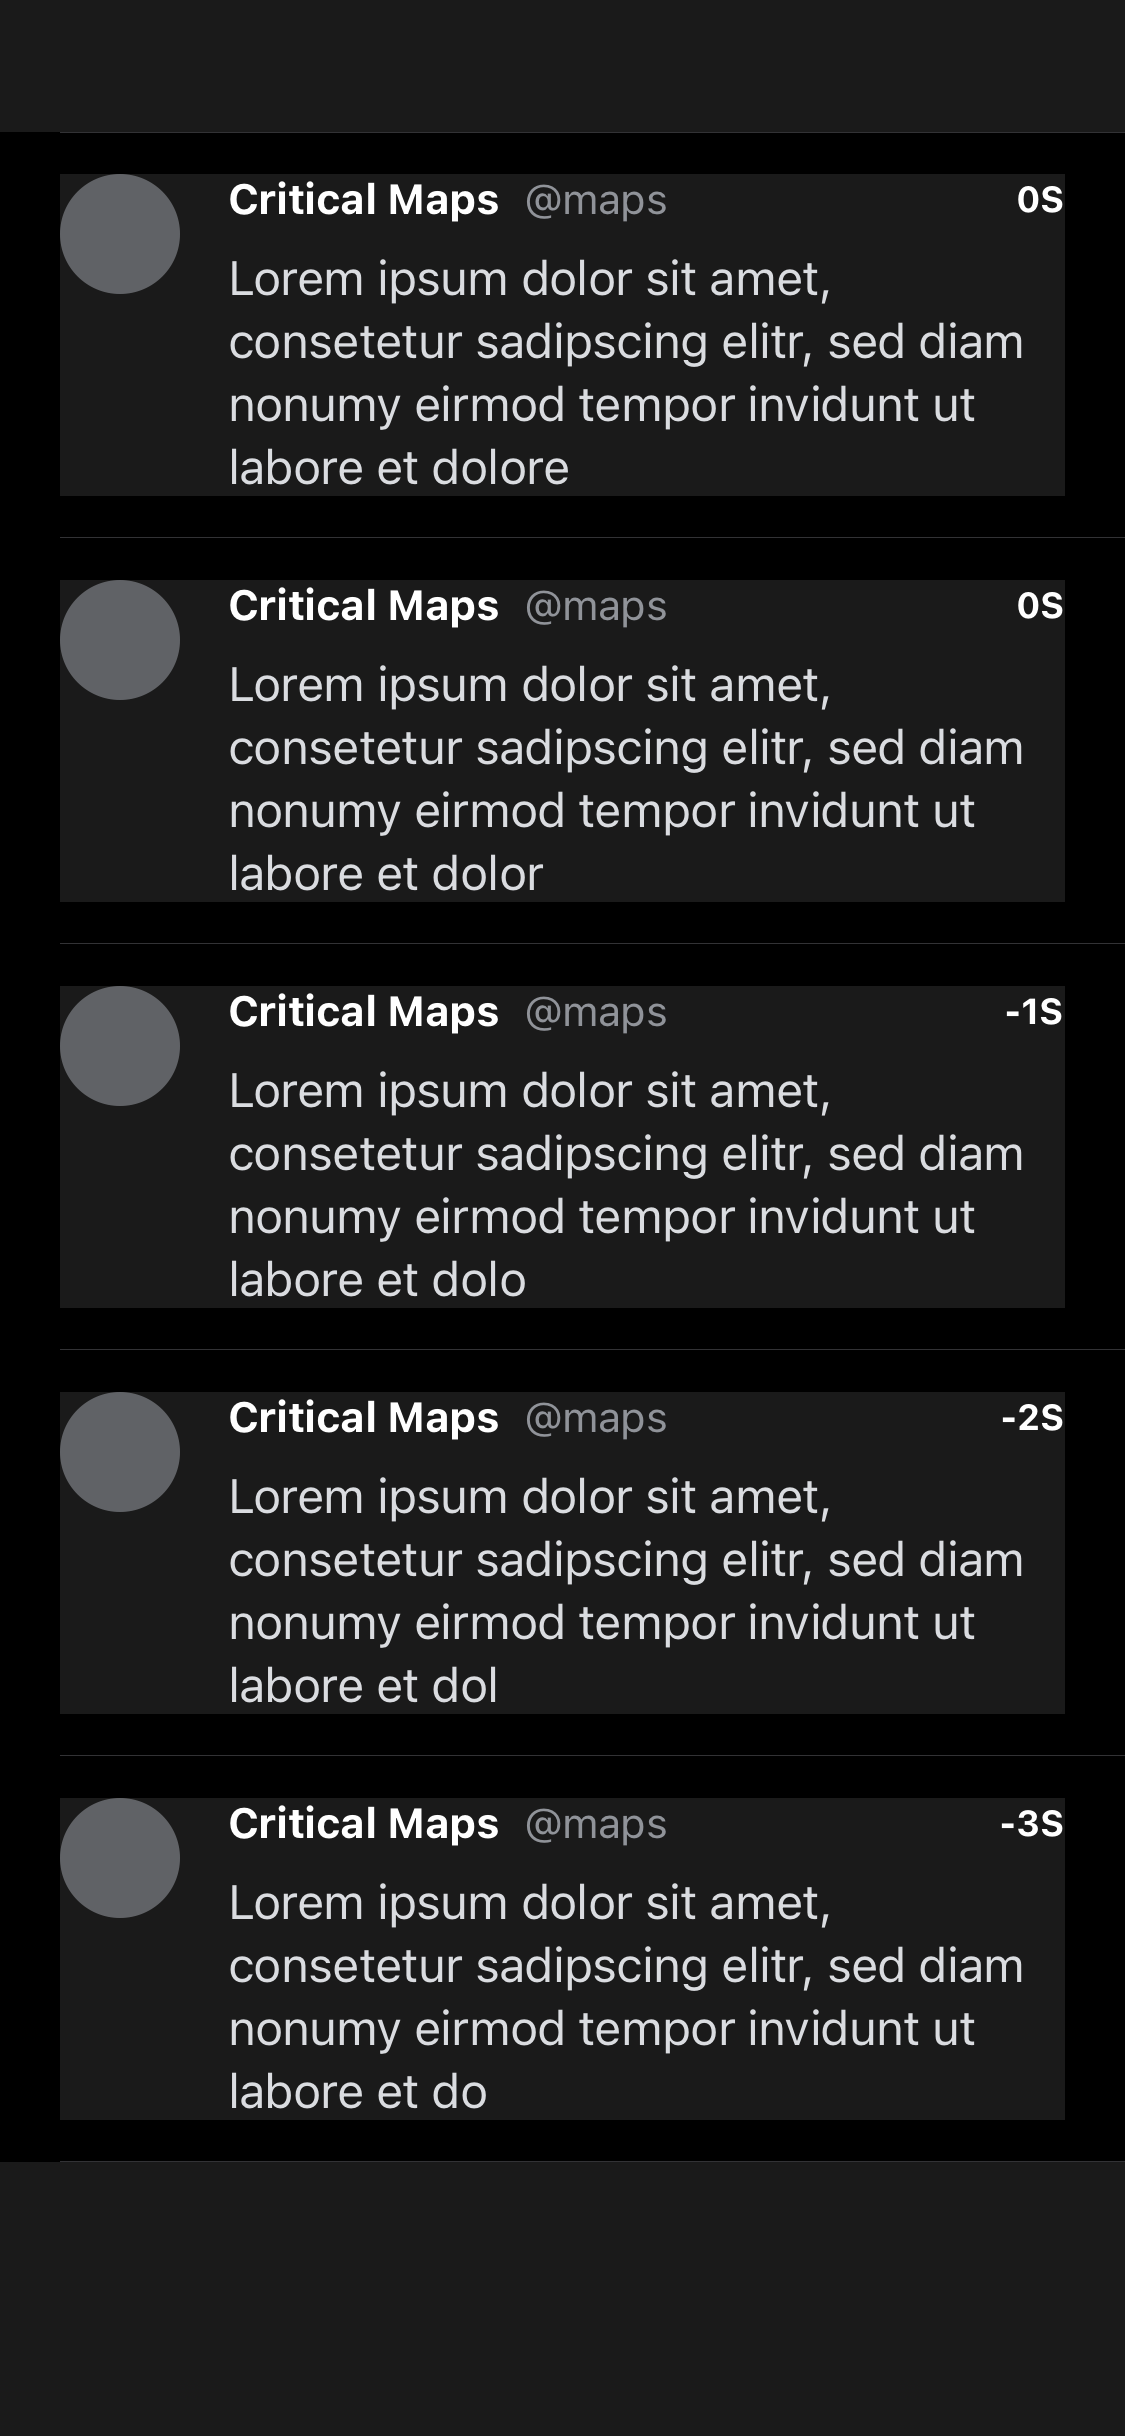 Critical Maps @maps 0S
Lorem ipsum dolor sit amet,
consetetur sadipscing elitr, sed diam
nonumy eirmod tempor invidunt ut
labore et dolore
Critical Maps @maps 0S
Lorem ipsum dolor sit amet,
consetetur sadipscing elitr, sed diam
nonumy eirmod tempor invidunt ut
labore et dolor
Critical Maps @maps -1S
Lorem ipsum dolor sit amet,
consetetur sadipscing elitr, sed diam
nonumy eirmod tempor invidunt ut
labore et dolo
Critical Maps @maps -2S
Lorem ipsum dolor sit amet,
consetetur sadipscing elitr, sed diam
nonumy eirmod tempor invidunt ut
labore et dol
Critical Maps @maps -3S
Lorem ipsum dolor sit amet,
consetetur sadipscing elitr, sed diam
nonumy eirmod tempor invidunt ut
labore et do